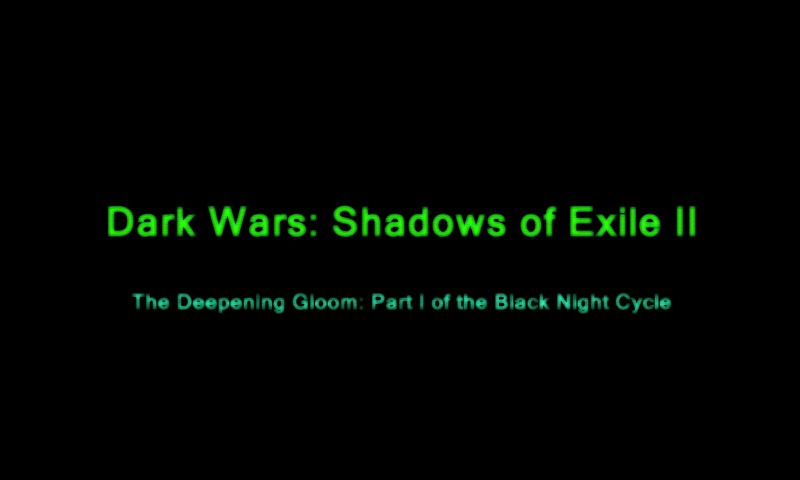 Dark Wars: Shadows of Exile II
The Deepening Gloom: Part I of the Black Night Cycle